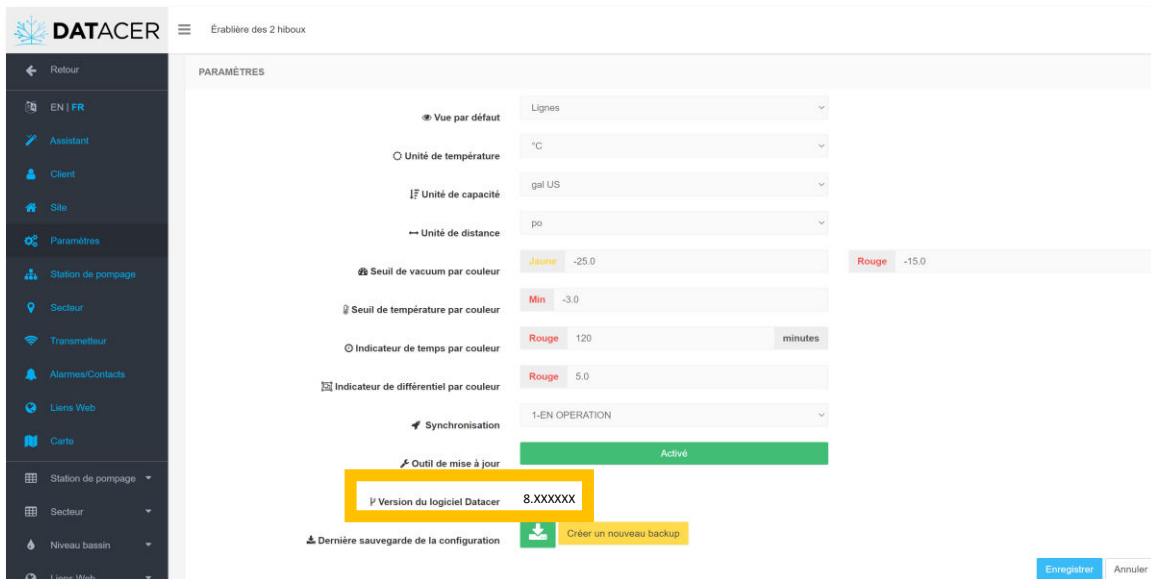 DATACER
Érablière des 2 hiboux
Retour
EN | FR
Assistant
Client
Site
Paramètres
Station de pompage
Secteur
Transmetteur
Alarmes/Contacts
Liens Web
Carte
Station de pompage
Secteur
Niveau bassin
Liens Web
PARAMÈTRES
Vue par défaut Lignes
Unité de température °C
Unité de capacité gal US
Unité de distance po
Seuil de vacuum par couleur Jaune -25.0 Rouge -15.0
Seuil de température par couleur Min -3.0
Indicateur de temps par couleur Rouge 120 minutes
Indicateur de différentiel par couleur Rouge 5.0
Synchronisation 1-EN OPERATION
Outil de mise à jour Activé
Version du logiciel Datacer 8.XXXXXX
Dernière sauvegarde de la configuration Créer un nouveau backup
Enregistrer Annuler